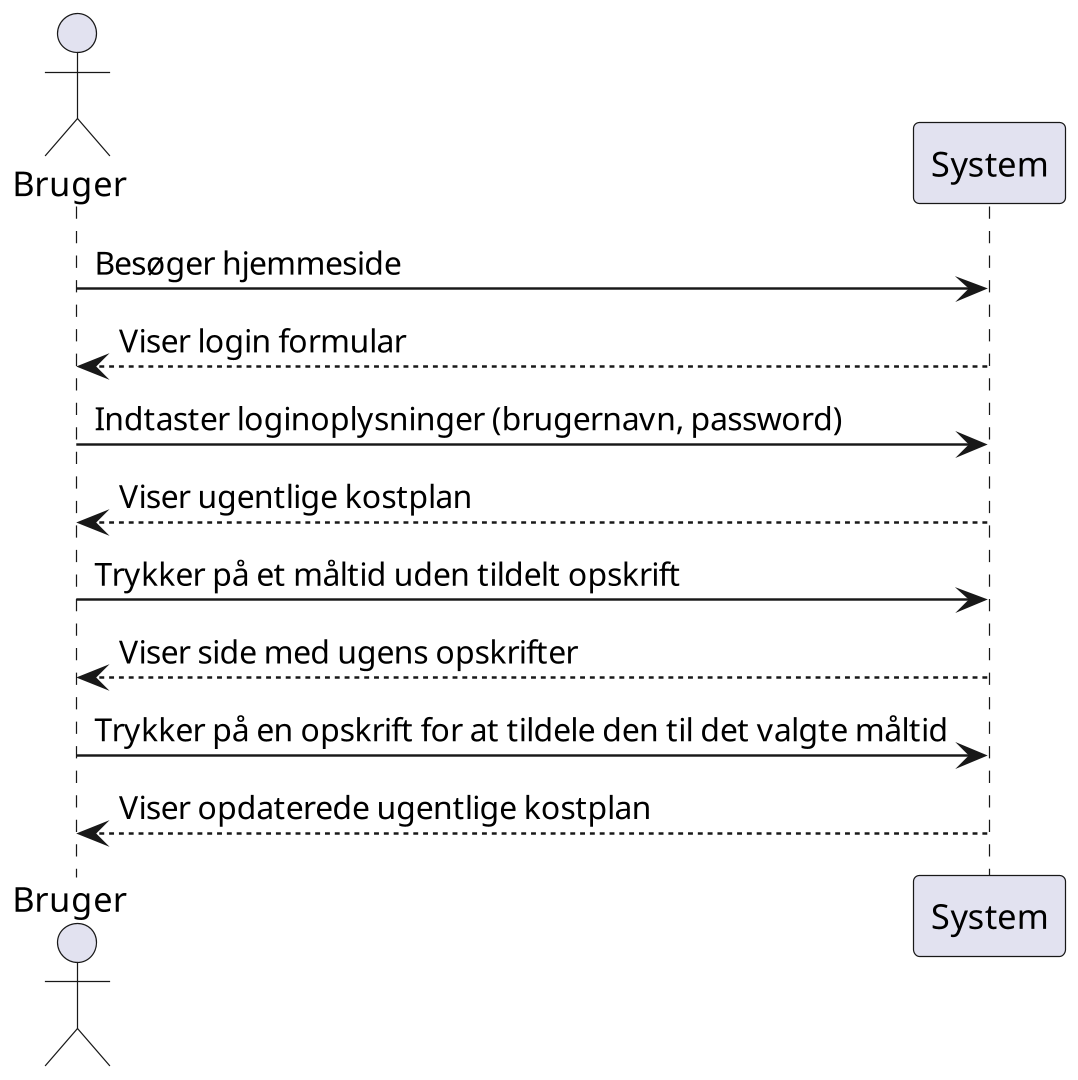 Bruger
System
Besøger hjemmeside
Viser login formular
Indtaster loginoplysninger (brugernavn, password)
Viser ugentlige kostplan
Trykker på et måltid uden tildelt opskrift
Viser side med ugens opskrifter
Trykker på en opskrift for at tildele den til det valgte måltid
Viser opdaterede ugentlige kostplan
Bruger
System